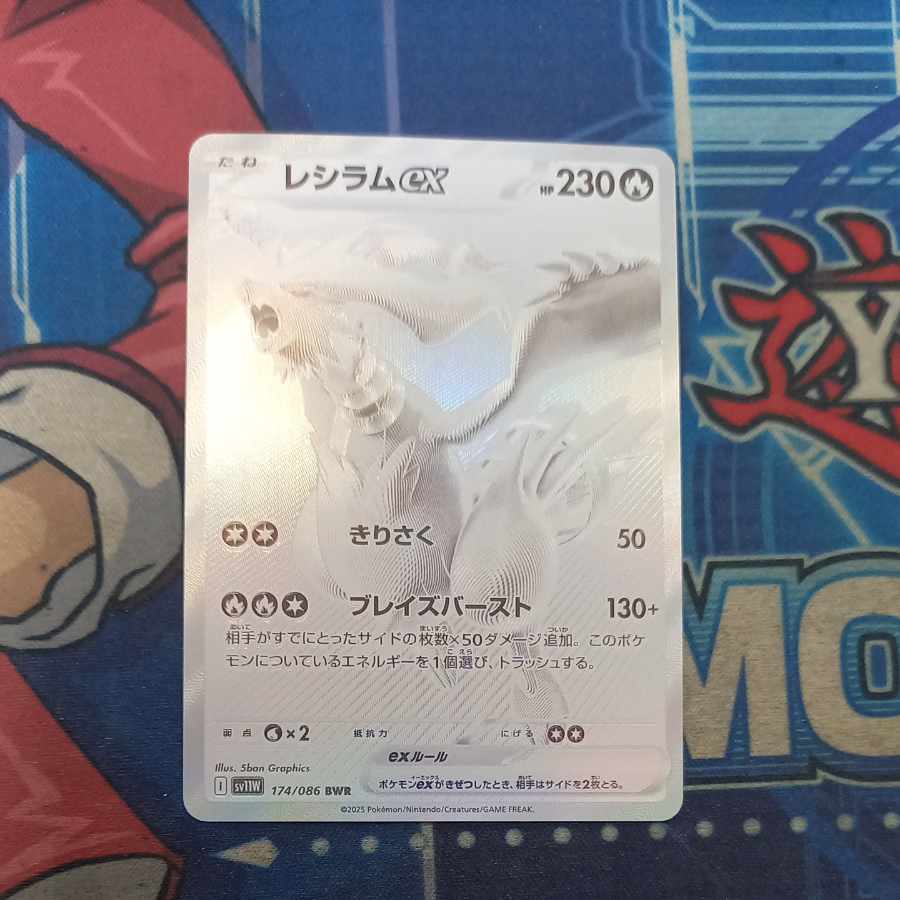 たね レシラムex HP 230
きりさく 50
ブレイズバースト 130+
相手がすでにとったサイドの枚数×50ダメージ追加。このポケ
モンについているエネルギーを1個選び、トラッシュする。
弱点 ×2 抵抗力 にげる
exルール
ポケモンexがきぜつしたとき、相手はサイドを2枚とる。
Illus. 5ban Graphics
I SV11W 174/086 BWR
©2025 Pokémon/Nintendo/Creatures/GAME FREAK.
遊
Y
MO